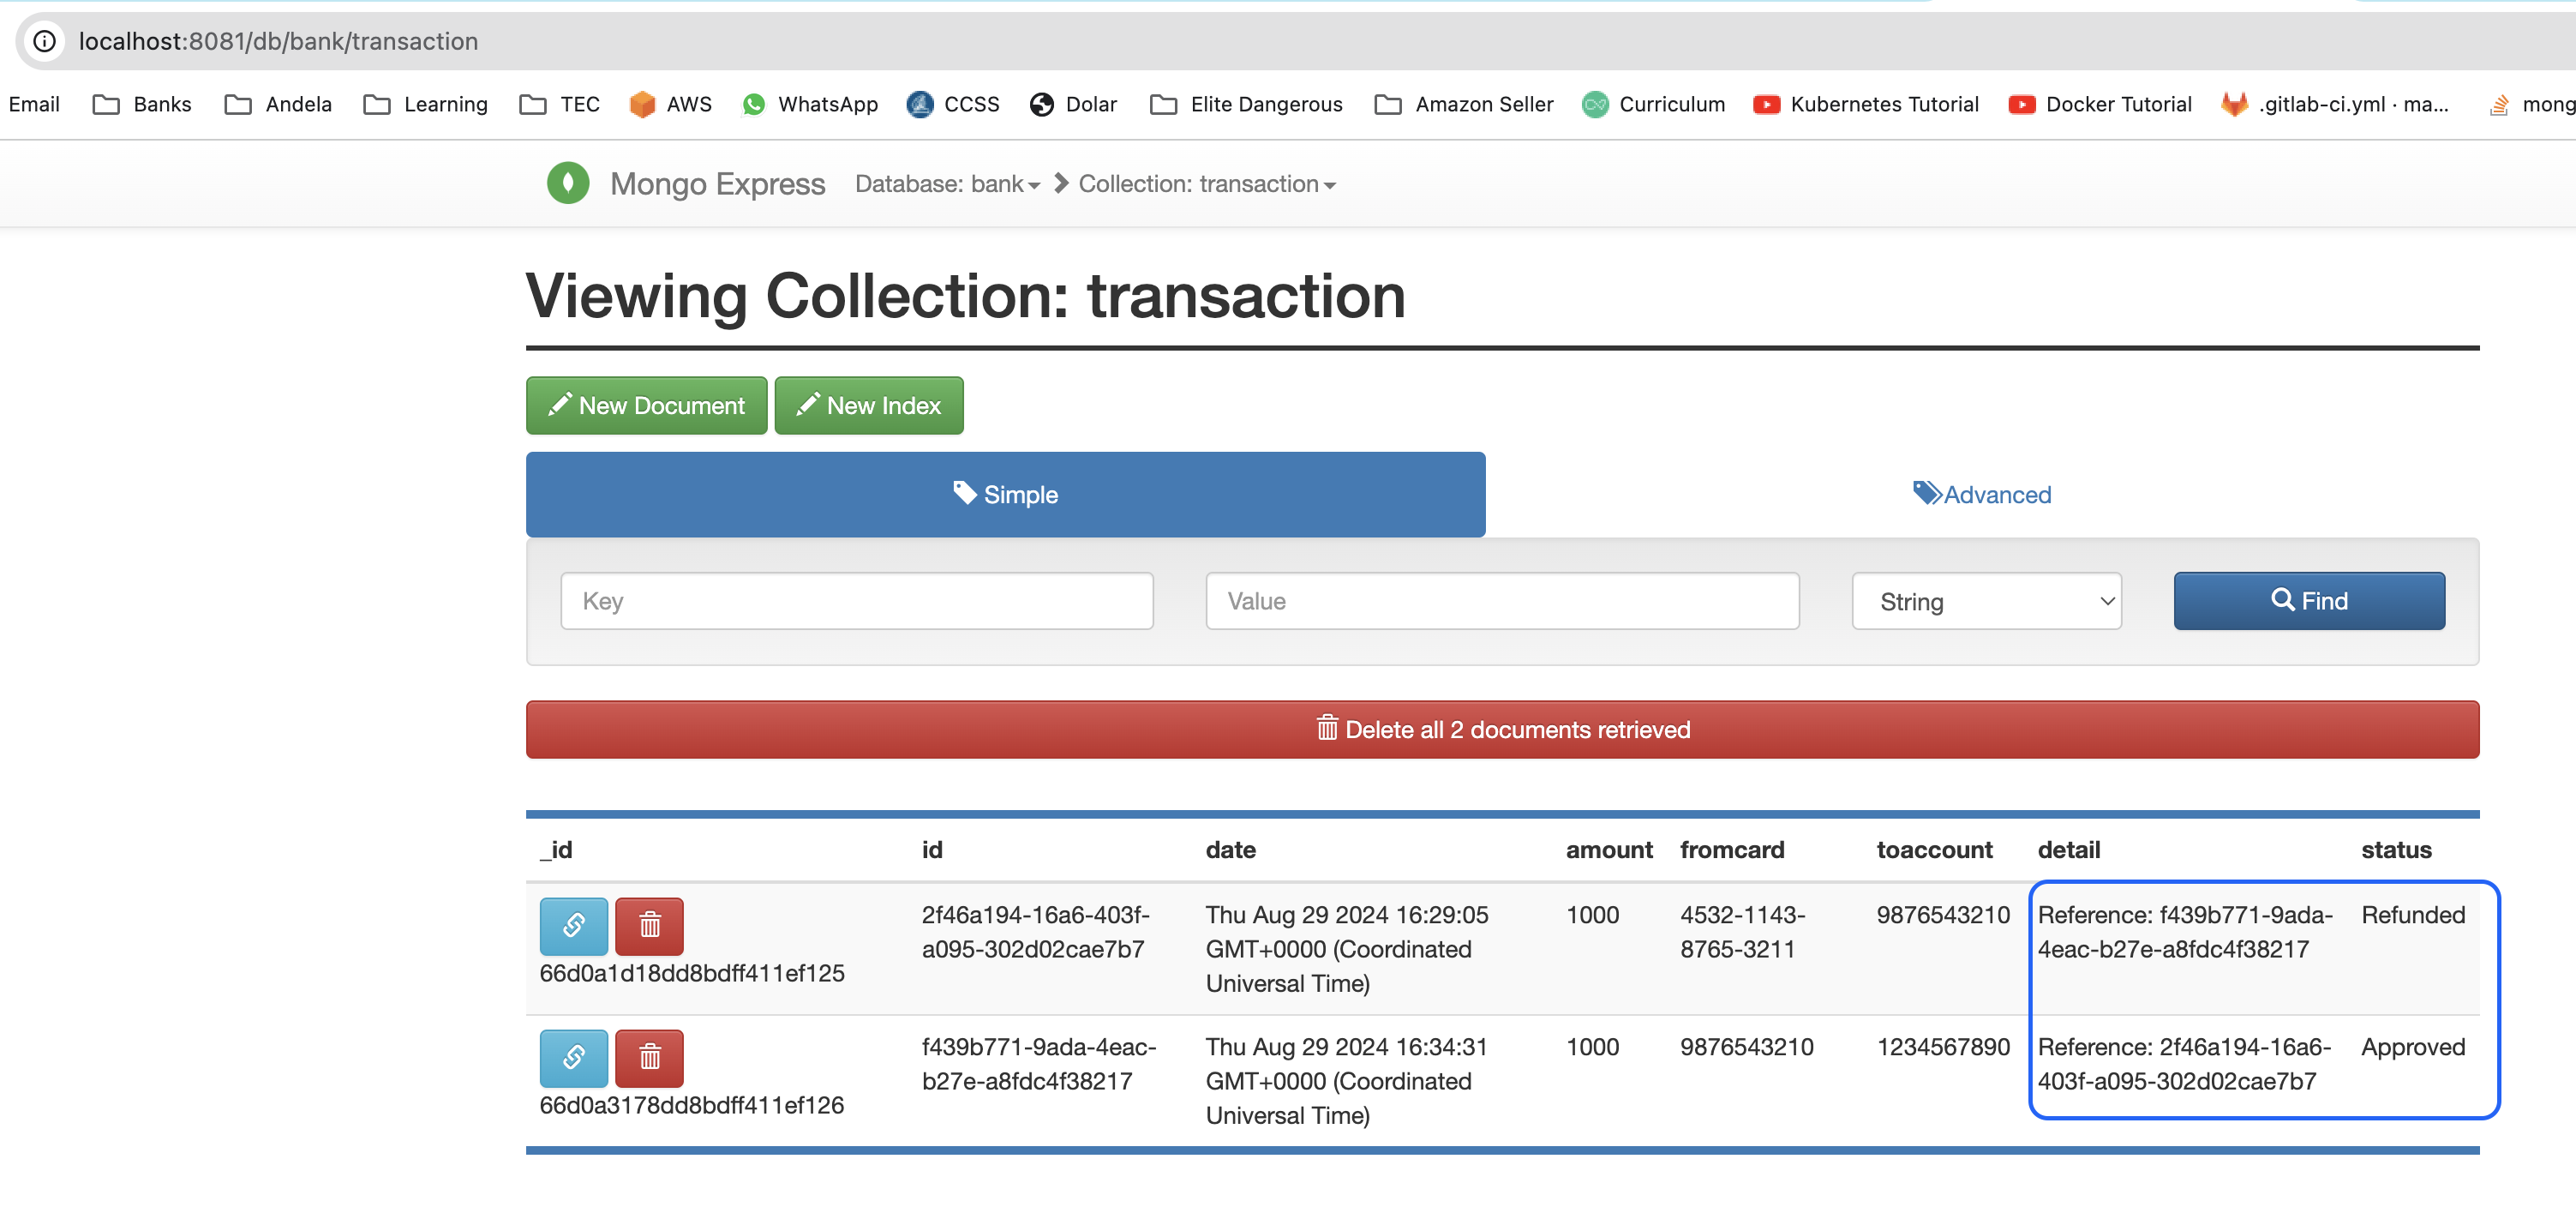 localhost:8081/db/bank/transaction
Email Banks Andela Learning TEC AWS WhatsApp CCSS Dolar Elite Dangerous Amazon Seller Curriculum Kubernetes Tutorial Docker Tutorial .gitlab-ci.yml · ma... mong
Mongo Express Database: bank Collection: transaction
Viewing Collection: transaction
New Document New Index
Simple Advanced
Key Value String Find
Delete all 2 documents retrieved
_id id date amount fromcard toaccount detail status
2f46a194-16a6-403f- Thu Aug 29 2024 16:29:05 1000 4532-1143- 9876543210 Reference: f439b771-9ada- Refunded
a095-302d02cae7b7 GMT+0000 (Coordinated 8765-3211 4eac-b27e-a8fdc4f38217
66d0a1d18dd8bdff411ef125 Universal Time)
f439b771-9ada-4eac- Thu Aug 29 2024 16:34:31 1000 9876543210 1234567890 Reference: 2f46a194-16a6- Approved
b27e-a8fdc4f38217 GMT+0000 (Coordinated 403f-a095-302d02cae7b7
66d0a3178dd8bdff411ef126 Universal Time)